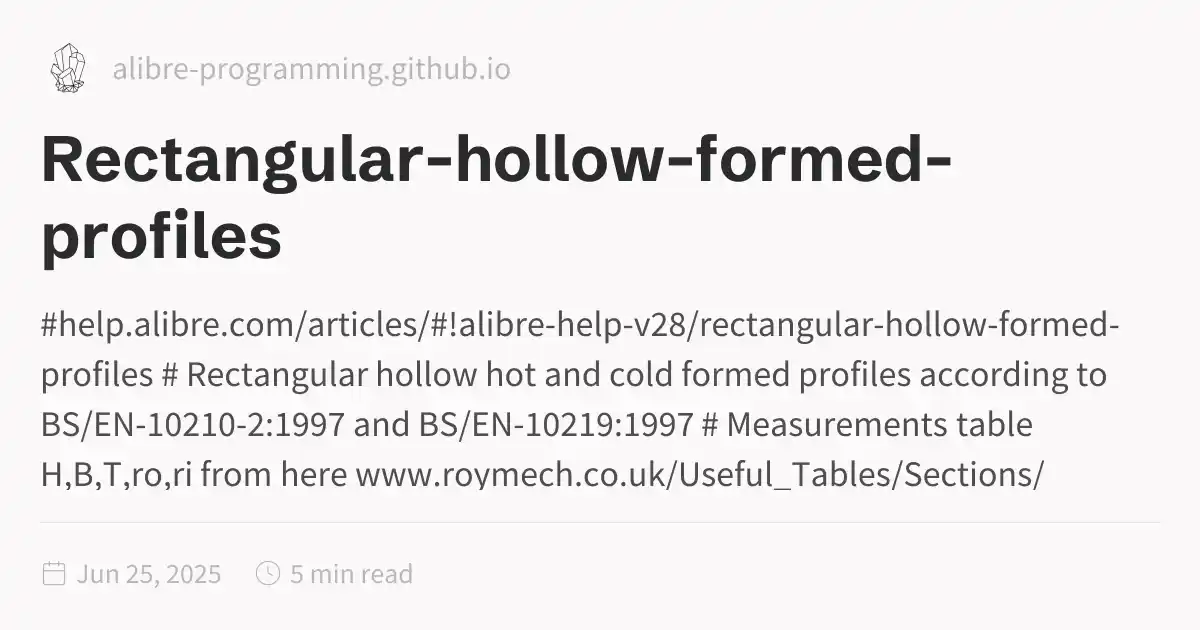 alibre-programming.github.io
Rectangular-hollow-formed-
profiles
#help.alibre.com/articles/#!alibre-help-v28/rectangular-hollow-formed-
profiles # Rectangular hollow hot and cold formed profiles according to
BS/EN-10210-2:1997 and BS/EN-10219:1997 # Measurements table
H,B,T,ro,ri from here www.roymech.co.uk/Useful_Tables/Sections/
Jun 25, 2025 5 min read